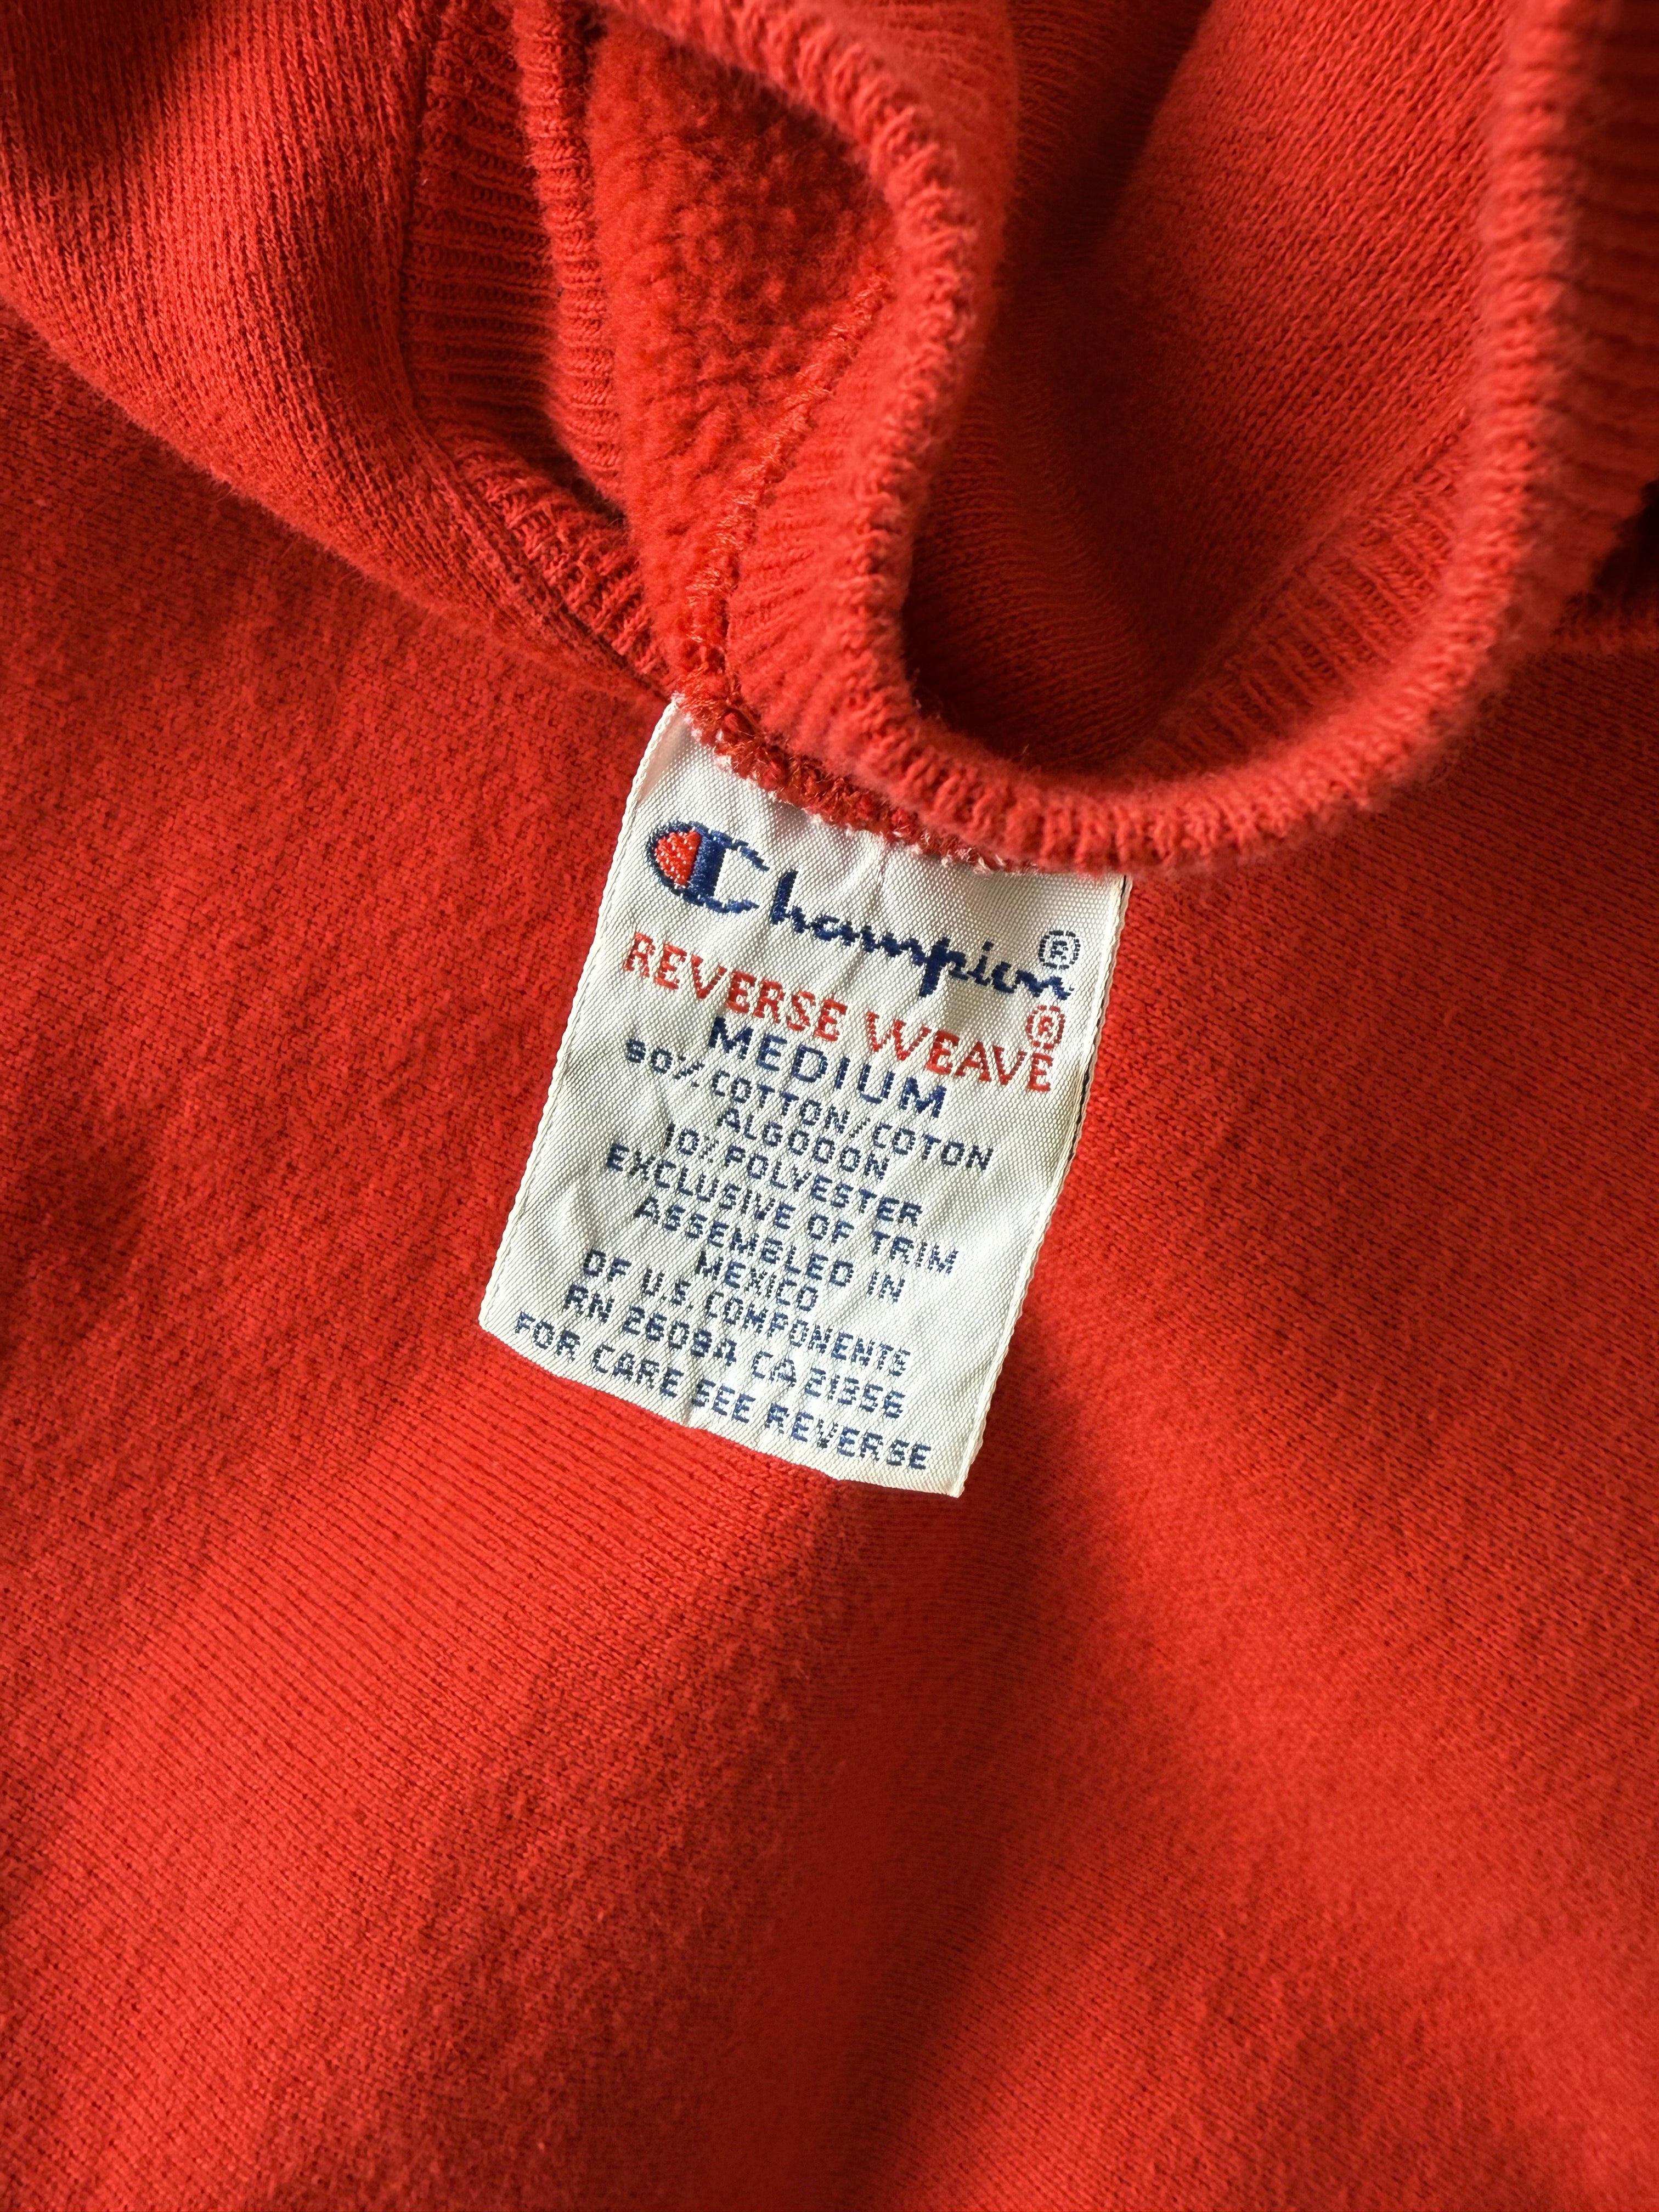 Champion®
REVERSE WEAVE®
MEDIUM
90% COTTON/COTON
ALGODON
10% POLYESTER
EXCLUSIVE OF TRIM
ASSEMBLED IN
MEXICO
OF U.S. COMPONENTS
RN 26094 CA 21356
FOR CARE SEE REVERSE